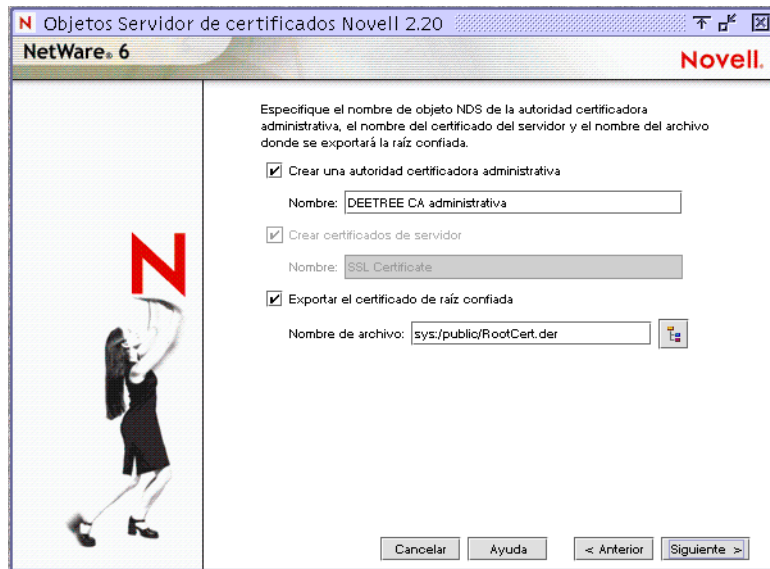 N Objetos Servidor de certificados Novell 2.20
NetWare® 6
Novell®
Especifique el nombre de objeto NDS de la autoridad certificadora
administrativa, el nombre del certificado del servidor y el nombre del archivo
donde se exportará la raíz confiada.
Crear una autoridad certificadora administrativa
Nombre: DEETREE CA administrativa
Crear certificados de servidor
Nombre: SSL Certificate
Exportar el certificado de raíz confiada
Nombre de archivo: sys:/public/RootCert.der
N
Cancelar Ayuda < Anterior Siguiente >